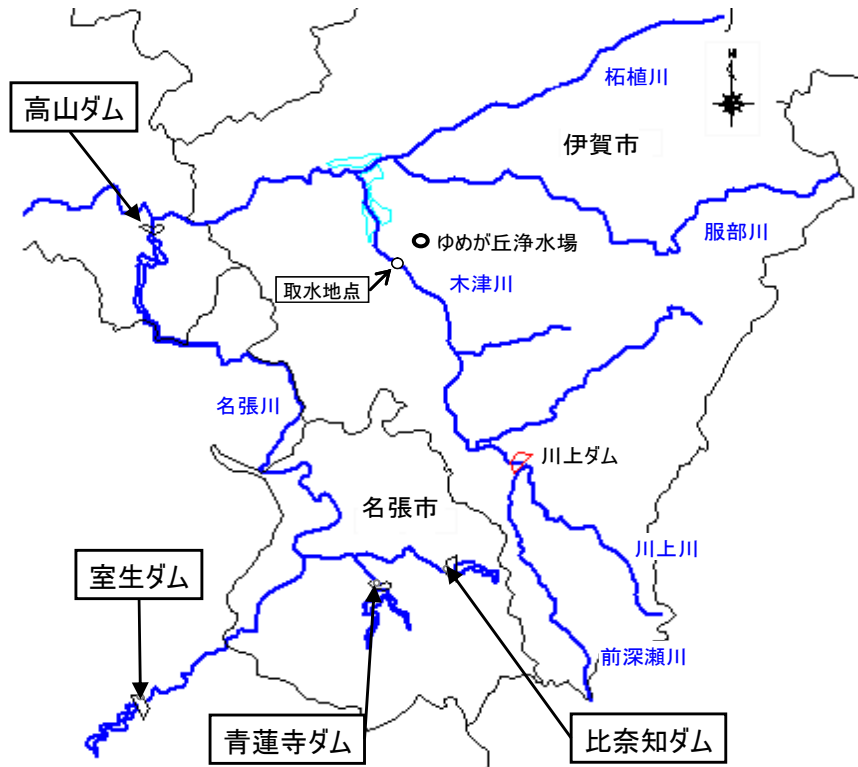 N
柘植川
高山ダム
伊賀市
服部川
ゆめが丘浄水場
取水地点
木津川
名張川
川上ダム
名張市
川上川
室生ダム
前深瀬川
青蓮寺ダム
比奈知ダム